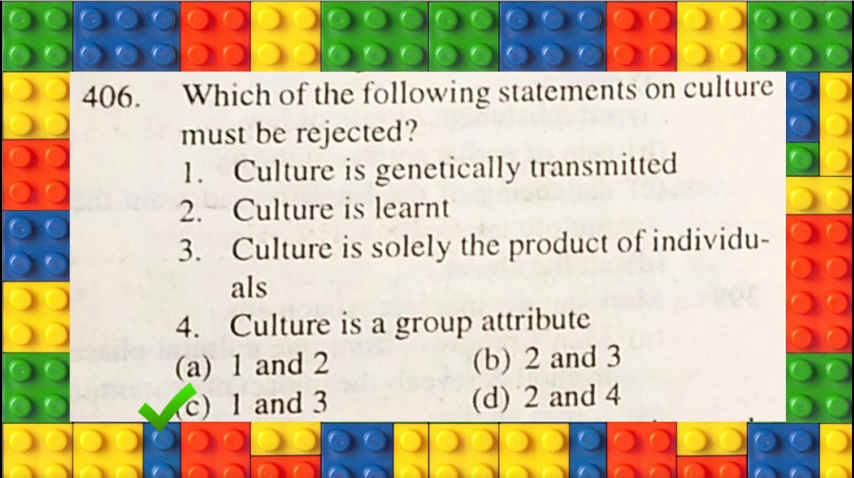 406. Which of the following statements on culture
must be rejected?
1. Culture is genetically transmitted
2. Culture is learnt
3. Culture is solely the product of individu-
als
4. Culture is a group attribute
(a) 1 and 2 (b) 2 and 3
(c) 1 and 3 (d) 2 and 4